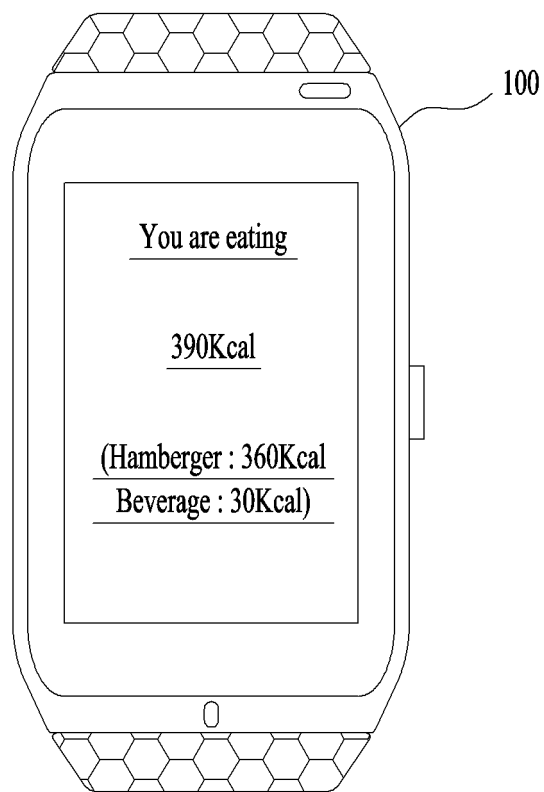 100
You are eating
390Kcal
(Hamberger : 360Kcal
Beverage : 30Kcal)